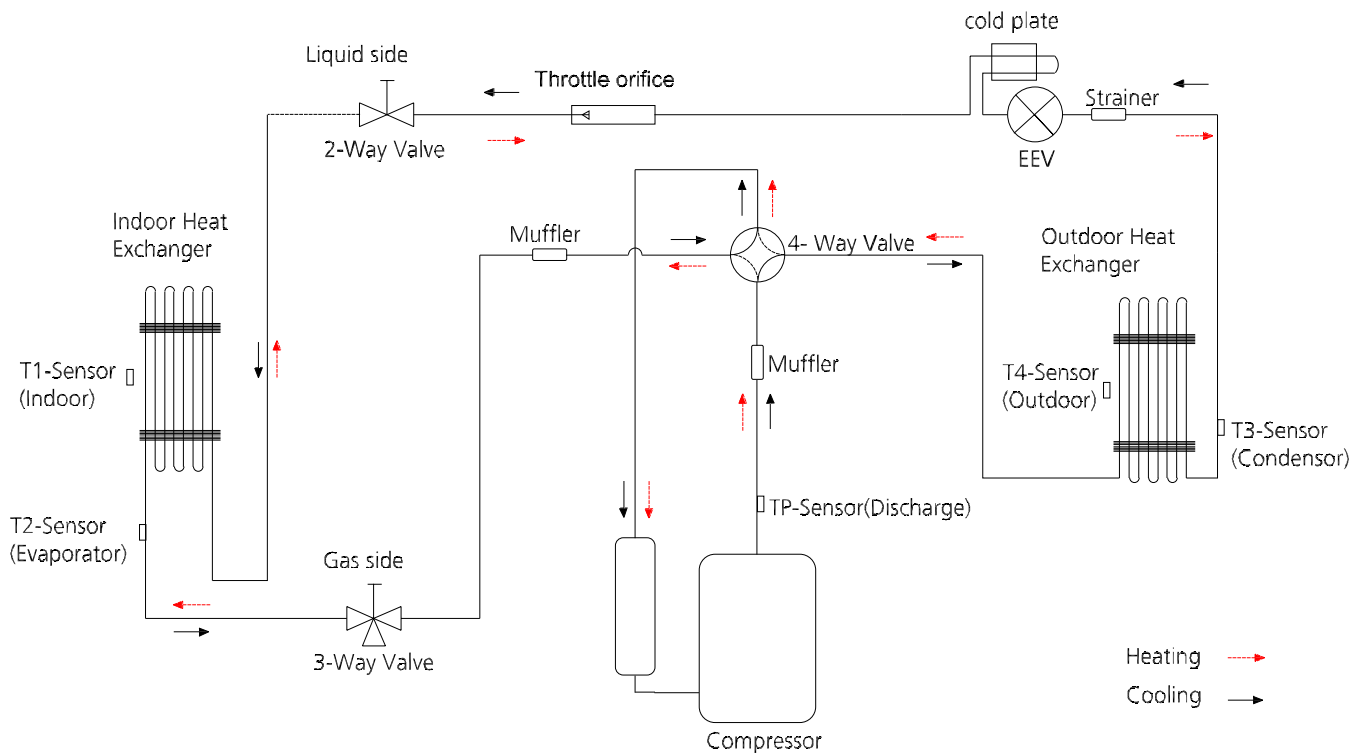 cold plate
Liquid side
Throttle orifice
Strainer
2-Way Valve
EEV
Indoor Heat
Exchanger
Muffler
4- Way Valve
Outdoor Heat
Exchanger
Muffler
T1-Sensor
(Indoor)
T4-Sensor
(Outdoor)
T3-Sensor
(Condensor)
TP-Sensor(Discharge)
T2-Sensor
(Evaporator)
Gas side
3-Way Valve
Heating
Cooling
Compressor